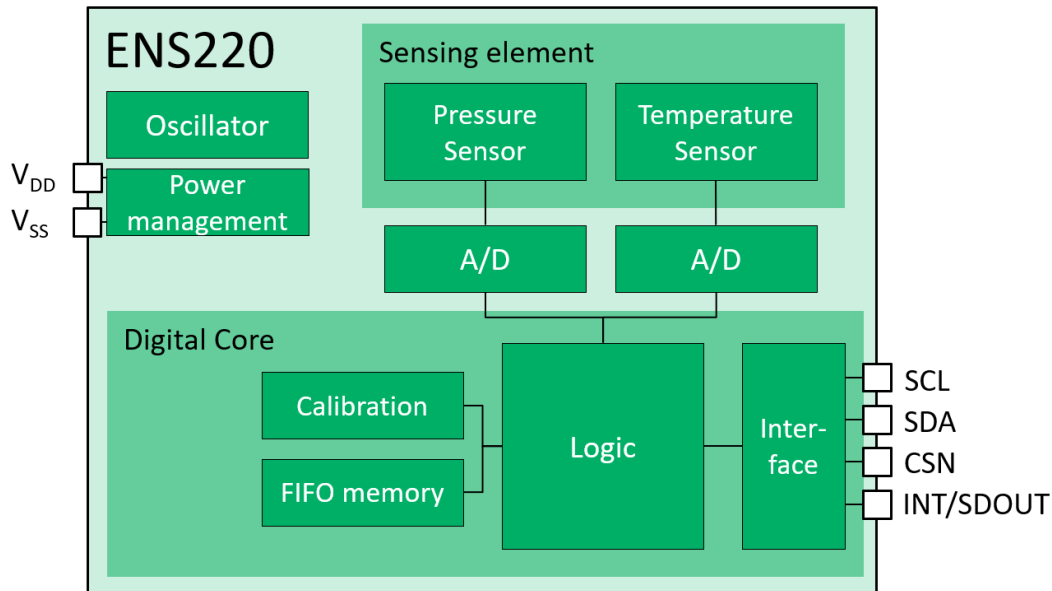 ENS220
Sensing element
Oscillator
Pressure
Sensor
Temperature
Sensor
VDD
Power
management
VSS
A/D
A/D
Digital Core
Calibration
FIFO memory
Logic
Inter-
face
SCL
SDA
CSN
INT/SDOUT